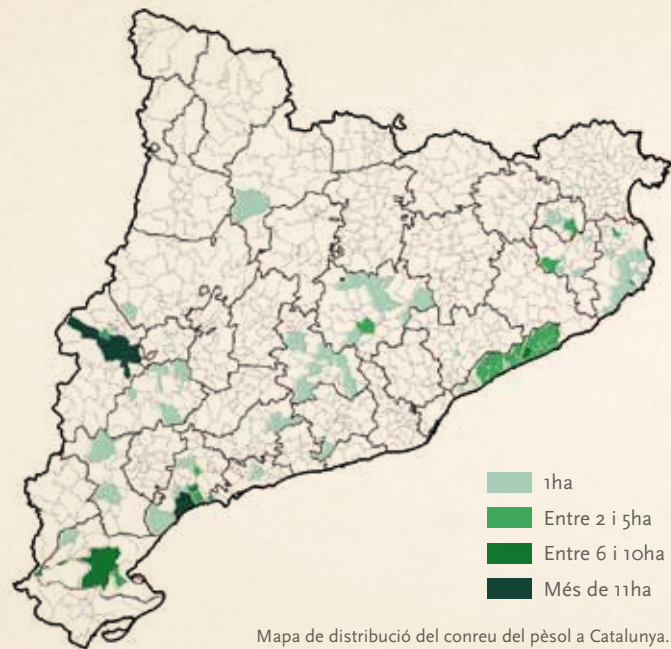 1ha
Entre 2 i 5ha
Entre 6 i 10ha
Més de 11ha
Mapa de distribució del conreu del pèsol a Catalunya.